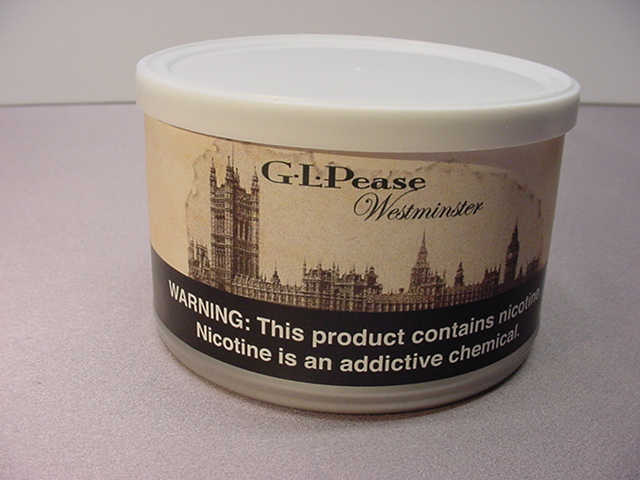 G·L·Pease
Westminster
WARNING: This product contains nicotine.
Nicotine is an addictive chemical.